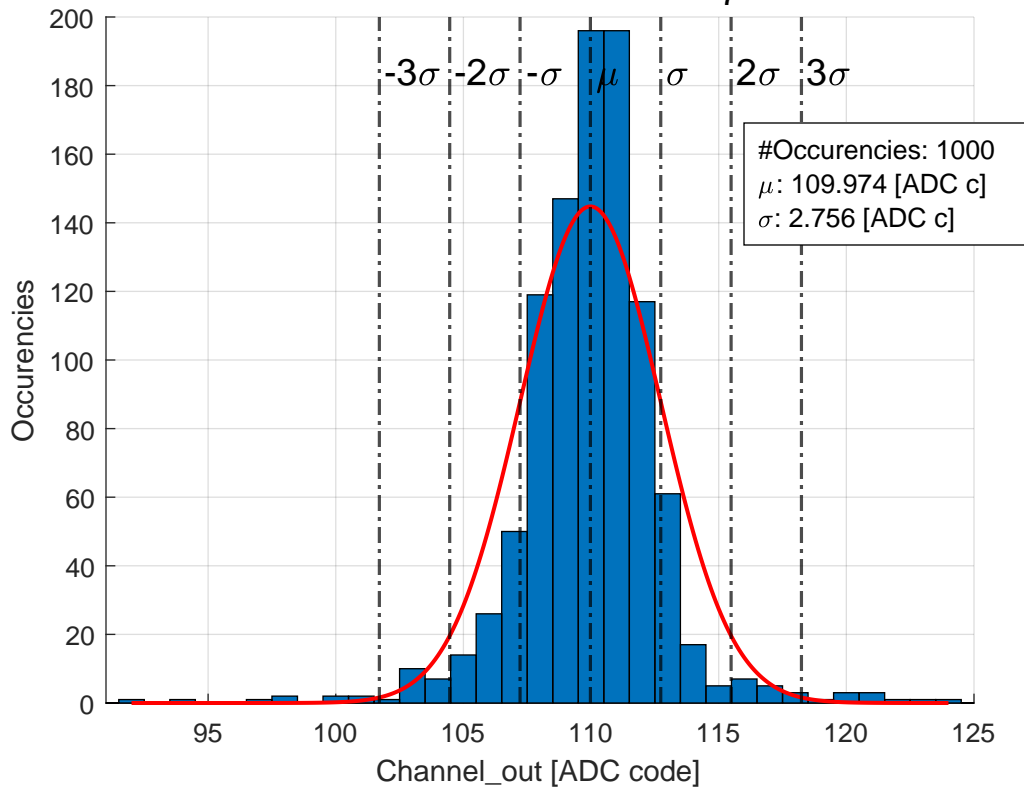 200
180
160
140
120
100
80
60
40
20
0
Occurencies
-3σ -2σ -σ μ σ 2σ 3σ
#Occurencies: 1000
μ: 109.974 [ADC c]
σ: 2.756 [ADC c]
95 100 105 110 115 120 125
Channel_out [ADC code]